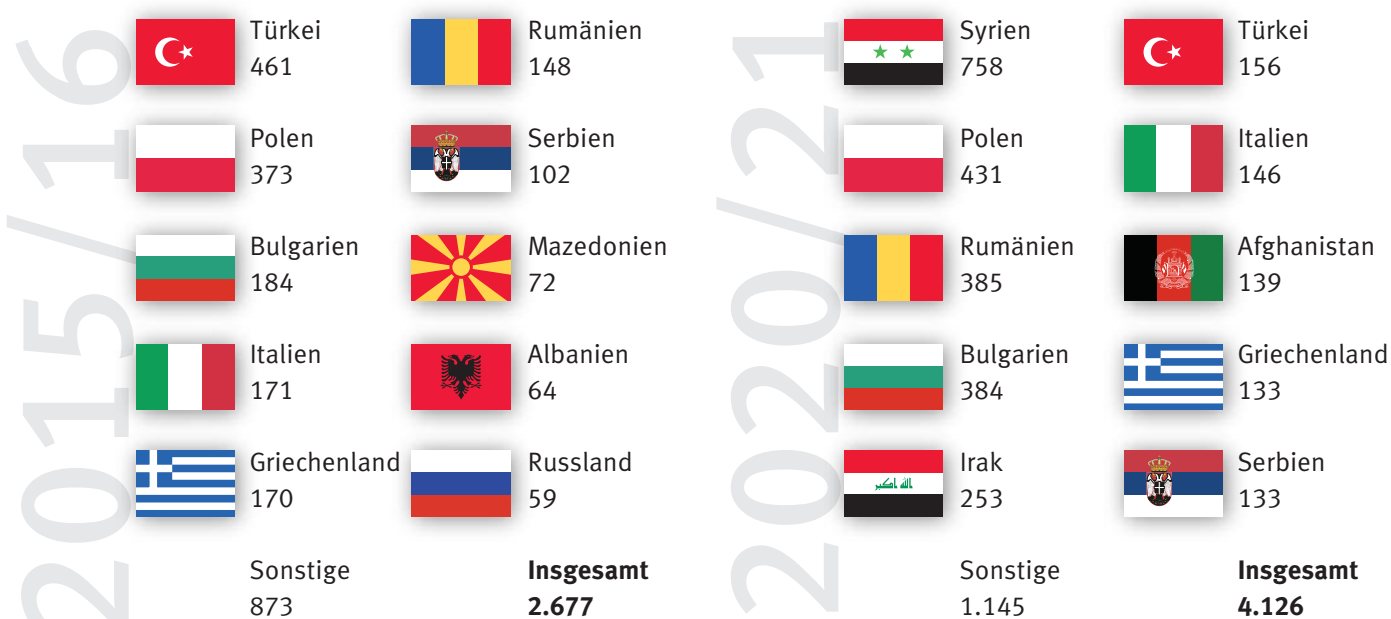 2015/16
Türkei
461
Polen
373
Bulgarien
184
Italien
171
Griechenland
170
Rumänien
148
Serbien
102
Mazedonien
72
Albanien
64
Russland
59
Sonstige
873
Insgesamt
2.677
2020/21
Syrien
758
Polen
431
Rumänien
385
Bulgarien
384
Irak
253
Türkei
156
Italien
146
Afghanistan
139
Griechenland
133
Serbien
133
Sonstige
1.145
Insgesamt
4.126